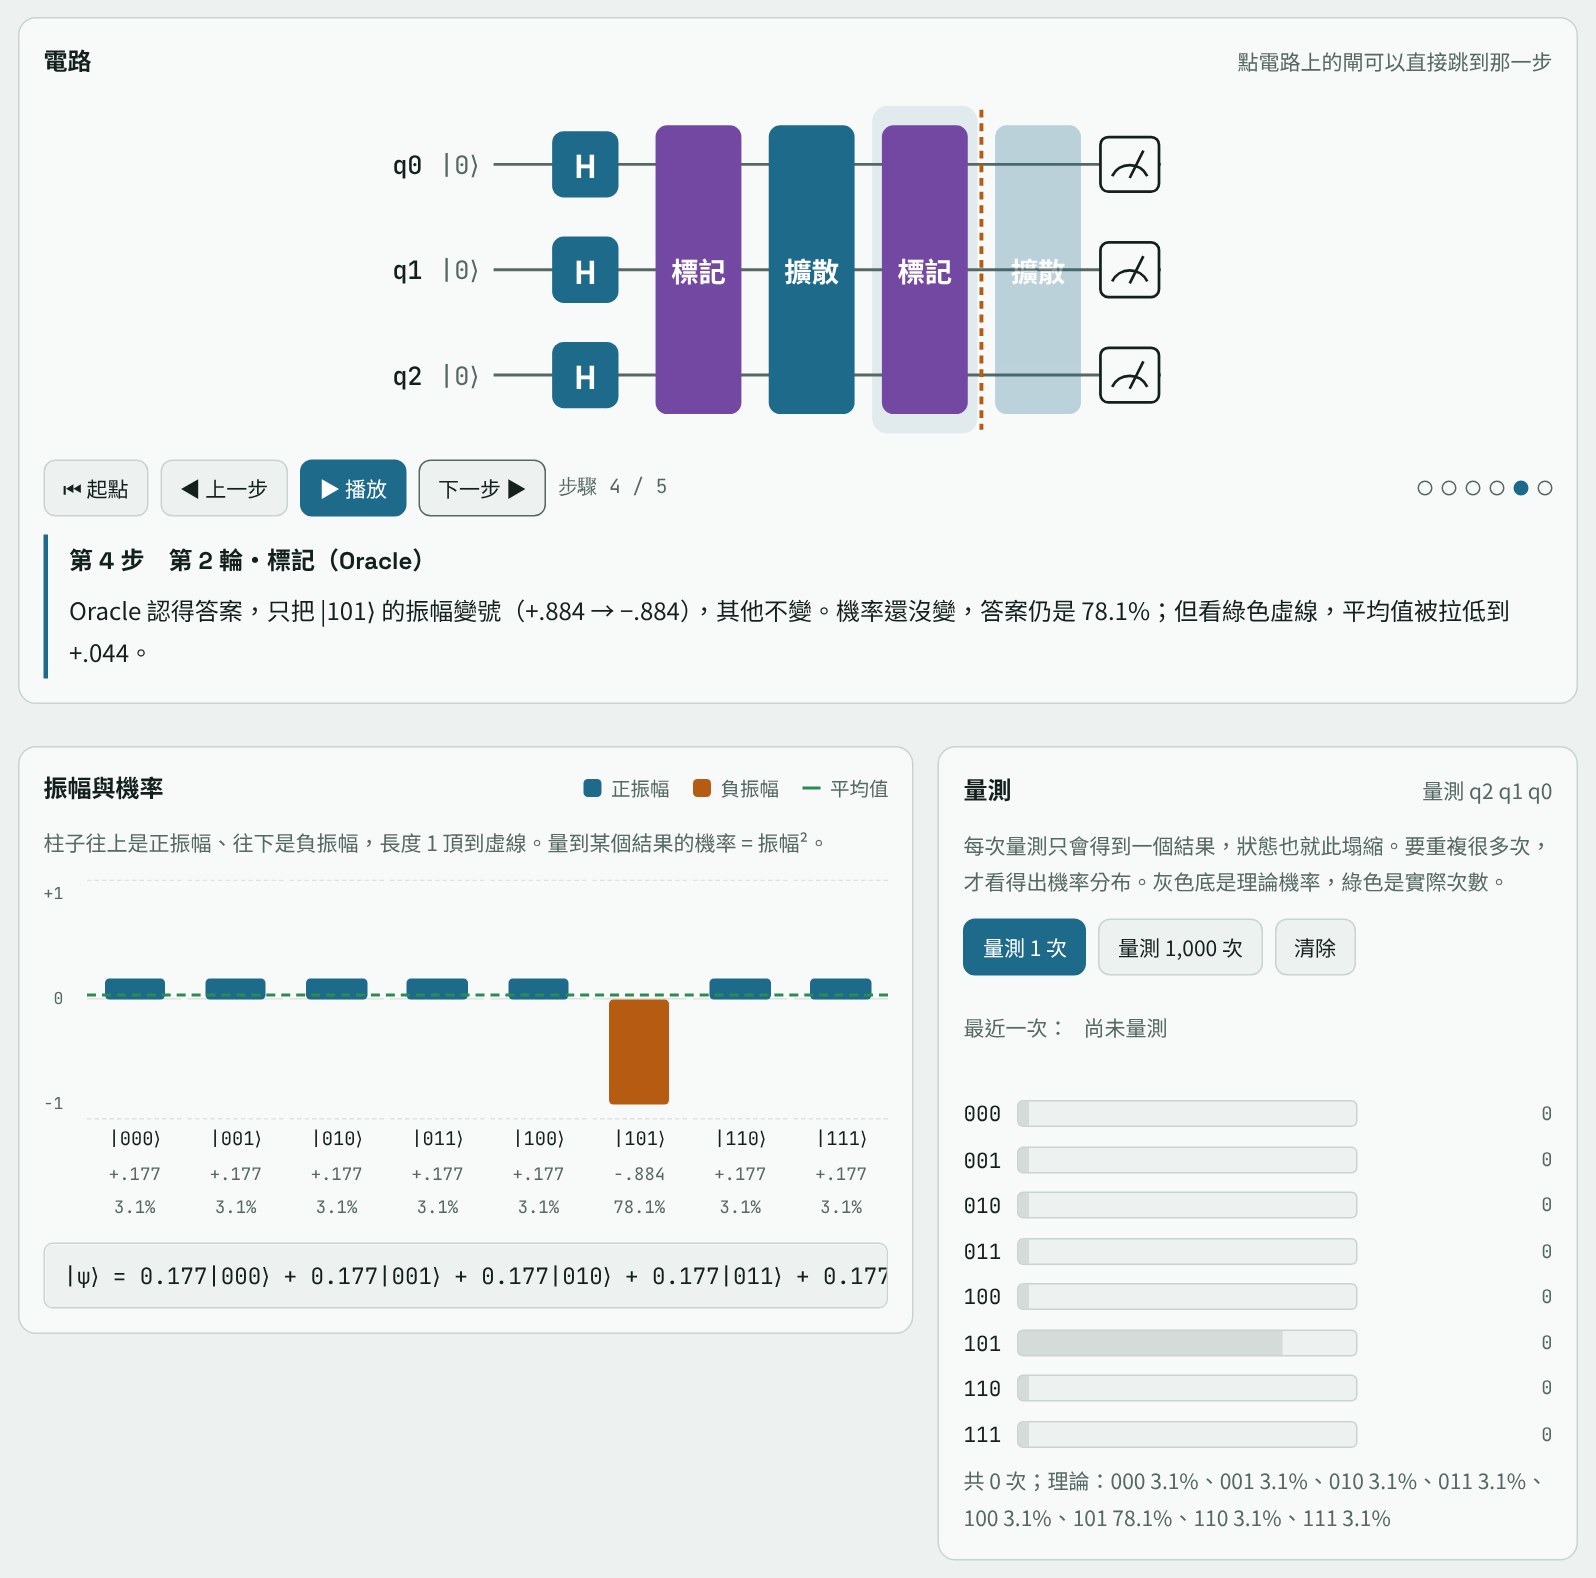 電路
點電路上的閘可以直接跳到那一步
q0 |0⟩ H
q1 |0⟩ H 標記 擴散 標記 擴散
q2 |0⟩ H
⏮ 起點 ◀ 上一步 ▶ 播放 下一步 ▶ 步驟 4 / 5
第 4 步 第 2 輪・標記（Oracle）
Oracle 認得答案，只把 |101⟩ 的振幅變號（+.884 → −.884），其他不變。機率還沒變，答案仍是 78.1%；但看綠色虛線，平均值被拉低到
+.044。
振幅與機率
正振幅 負振幅 平均值
柱子往上是正振幅、往下是負振幅，長度 1 頂到虛線。量到某個結果的機率 = 振幅²。
+1
0
-1
|000⟩ |001⟩ |010⟩ |011⟩ |100⟩ |101⟩ |110⟩ |111⟩
+.177 +.177 +.177 +.177 +.177 -.884 +.177 +.177
3.1% 3.1% 3.1% 3.1% 3.1% 78.1% 3.1% 3.1%
|ψ⟩ = 0.177|000⟩ + 0.177|001⟩ + 0.177|010⟩ + 0.177|011⟩ + 0.177
量測
量測 q2 q1 q0
每次量測只會得到一個結果，狀態也就此塌縮。要重複很多次，
才看得出機率分布。灰色底是理論機率，綠色是實際次數。
量測 1 次 量測 1,000 次 清除
最近一次： 尚未量測
000 0
001 0
010 0
011 0
100 0
101 0
110 0
111 0
共 0 次；理論：000 3.1%、001 3.1%、010 3.1%、011 3.1%、
100 3.1%、101 78.1%、110 3.1%、111 3.1%